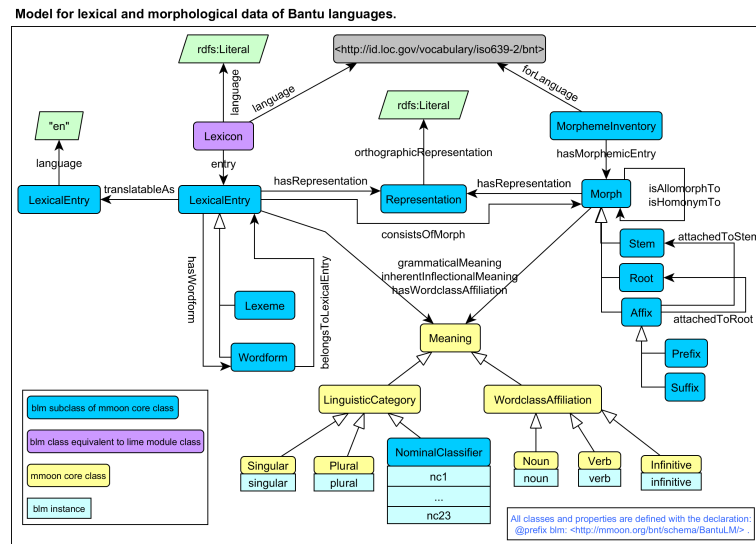 Model for lexical and morphological data of Bantu languages.
rdfs:Literal
<http://id.loc.gov/vocabulary/iso639-2/bnt>
language
language
forLanguage
"en"
rdfs:Literal
Lexicon
MorphemeInventory
language
entry
orthographicRepresentation
hasMorphemicEntry
LexicalEntry
translatableAs
LexicalEntry
hasRepresentation
Representation
hasRepresentation
Morph
isAllomorphTo
isHomonymTo
consistsOfMorph
Stem
attachedToStem
hasWordform
belongsToLexicalEntry
grammaticalMeaning
inherentInflectionalMeaning
hasWordclassAffiliation
Root
Lexeme
Affix
attachedToRoot
Meaning
Wordform
Prefix
Suffix
LinguisticCategory
WordclassAffiliation
blm subclass of mmoon core class
blm class equivalent to lime module class
mmoon core class
blm instance
Singular
singular
Plural
plural
NominalClassifier
nc1
...
nc23
Noun
noun
Verb
verb
Infinitive
infinitive
All classes and properties are defined with the declaration:
@prefix blm: <http://mmoon.org/bnt/schema/BantuLM/> .